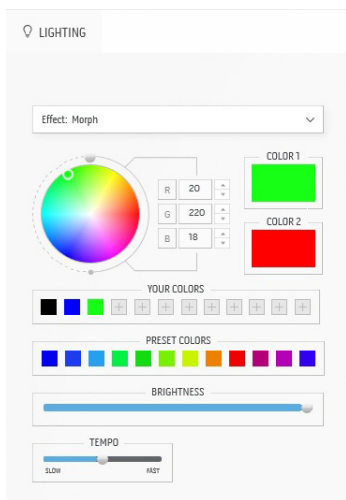 LIGHTING
Effect: Morph
COLOR 1
R 20
G 220
B 18
COLOR 2
YOUR COLORS
PRESET COLORS
BRIGHTNESS
TEMPO
SLOW FAST